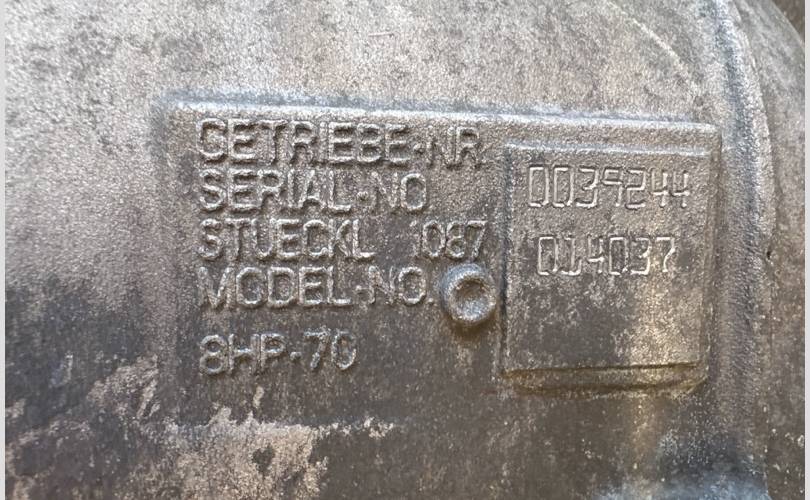 GETRIEBE-NR.
SERIAL-NO 0039244
STUECKL 1087 014037
MODEL-NO.
8HP-70